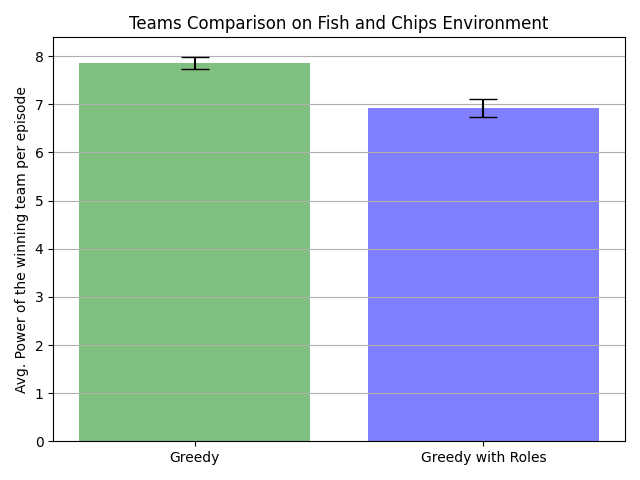 Teams Comparison on Fish and Chips Environment
Avg. Power of the winning team per episode
8
7
6
5
4
3
2
1
0
Greedy
Greedy with Roles